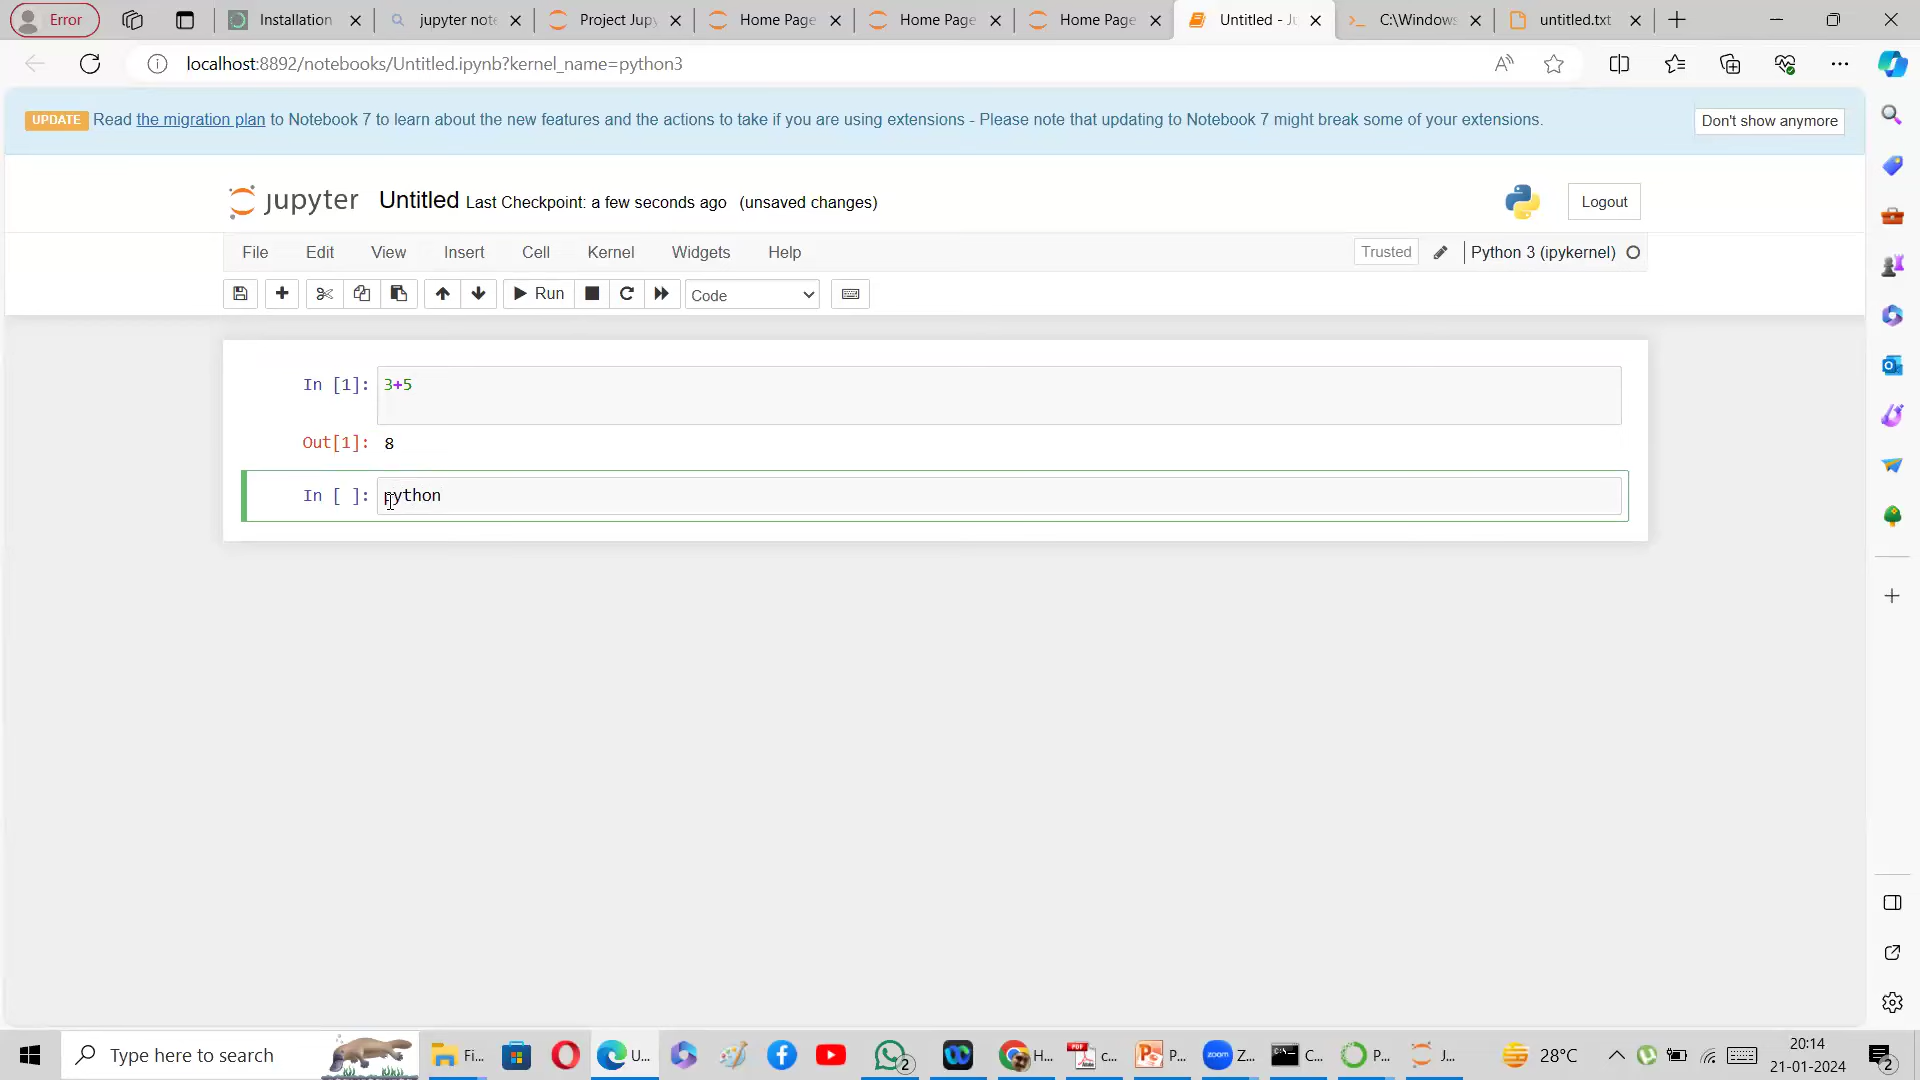 Error
Installation
jupyter note
Project Jupy
Home Page
Home Page
Home Page
Untitled - Ju
C:\Windows
untitled.txt
localhost:8892/notebooks/Untitled.ipynb?kernel_name=python3
UPDATE Read the migration plan to Notebook 7 to learn about the new features and the actions to take if you are using extensions - Please note that updating to Notebook 7 might break some of your extensions.
Don't show anymore
jupyter Untitled Last Checkpoint: a few seconds ago (unsaved changes)
Logout
File Edit View Insert Cell Kernel Widgets Help
Trusted Python 3 (ipykernel)
Run Code
In [1]: 3+5
Out[1]: 8
In [ ]: python
Type here to search
Fi...
U...
2
H...
PDF
c...
P...
zoom
Z...
C...
P...
J...
28°C
20:14
21-01-2024
2